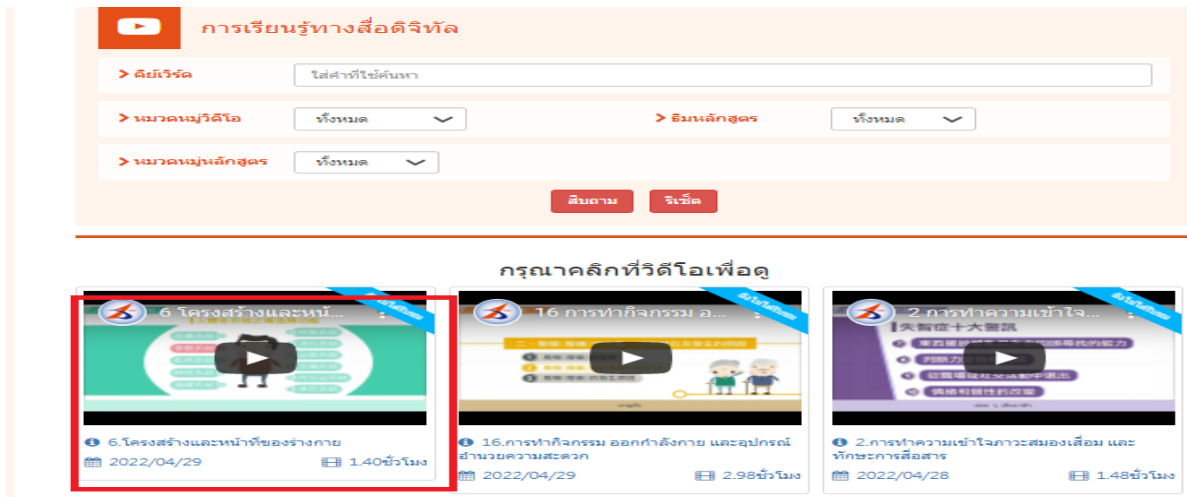 การเรียนรู้ทางสื่อดิจิทัล
คีย์เวิร์ด
ใส่คำที่ใช้ค้นหา
หมวดหมู่วิดีโอ ทั้งหมด
ธีมหลักสูตร ทั้งหมด
หมวดหมู่หลักสูตร ทั้งหมด
สืบถาม รีเซ็ต
กรุณาคลิกที่วิดีโอเพื่อดู
6 โครงสร้างและหน้...
6.โครงสร้างและหน้าที่ของร่างกาย
2022/04/29 1.40ชั่วโมง
16 การทำกิจกรรม อ...
16.การทำกิจกรรม ออกกำลังกาย และอุปกรณ์
อำนวยความสะดวก
2022/04/29 2.98ชั่วโมง
2 การทำความเข้าใจ...
失智症十大警訊
2.การทำความเข้าใจภาวะสมองเสื่อม และ
ทักษะการสื่อสาร
2022/04/28 1.48ชั่วโมง